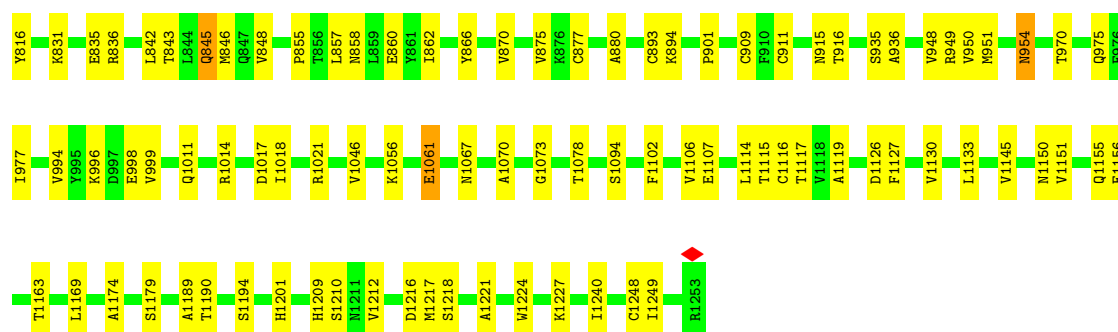 Y816 K831 E835 R836 L842 T843 L844 Q845 M846 Q847 V848 P855 T856 L857 N858 L859 E860 Y861 I862 Y866 V870 V875 K876 C877 A880 C893 K894 P901 C909 F910 C911 N915 T916 S935 A936 V948 R949 V950 M951 N954 T970 Q975
I977 V994 Y995 K996 D997 E998 V999 Q1011 R1014 D1017 I1018 R1021 V1046 K1056 E1061 N1067 A1070 G1073 T1078 S1094 F1102 V1106 E1107 L1114 T1115 C1116 T1117 V1118 A1119 D1126 F1127 V1130 L1133 V1145 N1150 V1151 Q1155
T1163 L1169 A1174 S1179 A1189 T1190 S1194 H1201 H1209 S1210 N1211 V1212 D1216 M1217 S1218 A1221 W1224 K1227 I1240 C1248 I1249 R1253